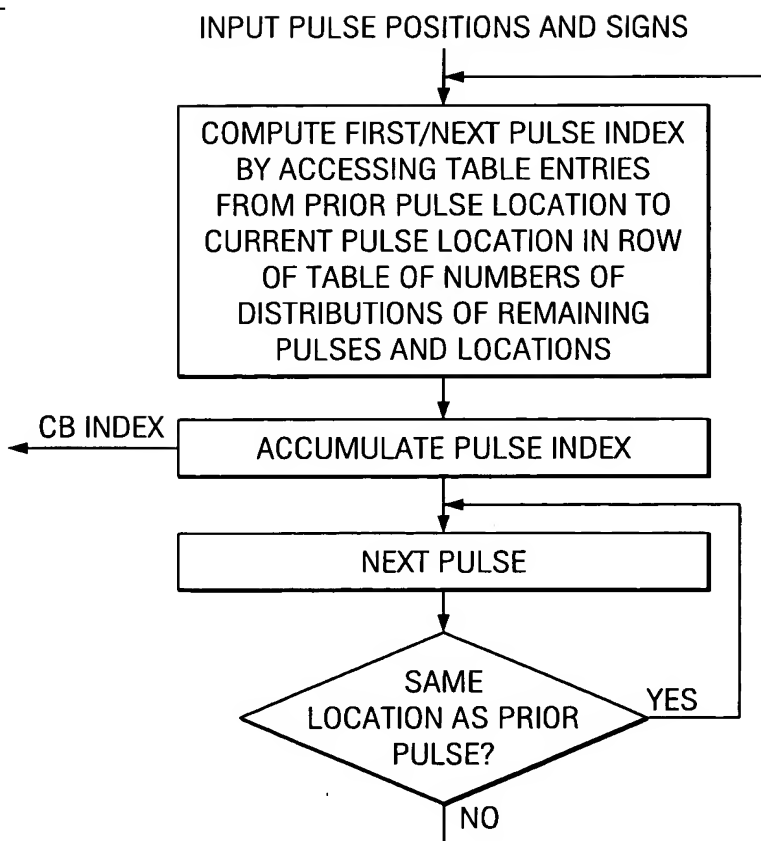 INPUT PULSE POSITIONS AND SIGNS
COMPUTE FIRST/NEXT PULSE INDEX
BY ACCESSING TABLE ENTRIES
FROM PRIOR PULSE LOCATION TO
CURRENT PULSE LOCATION IN ROW
OF TABLE OF NUMBERS OF
DISTRIBUTIONS OF REMAINING
PULSES AND LOCATIONS
CB INDEX
ACCUMULATE PULSE INDEX
NEXT PULSE
SAME
LOCATION AS PRIOR
PULSE?
YES
NO